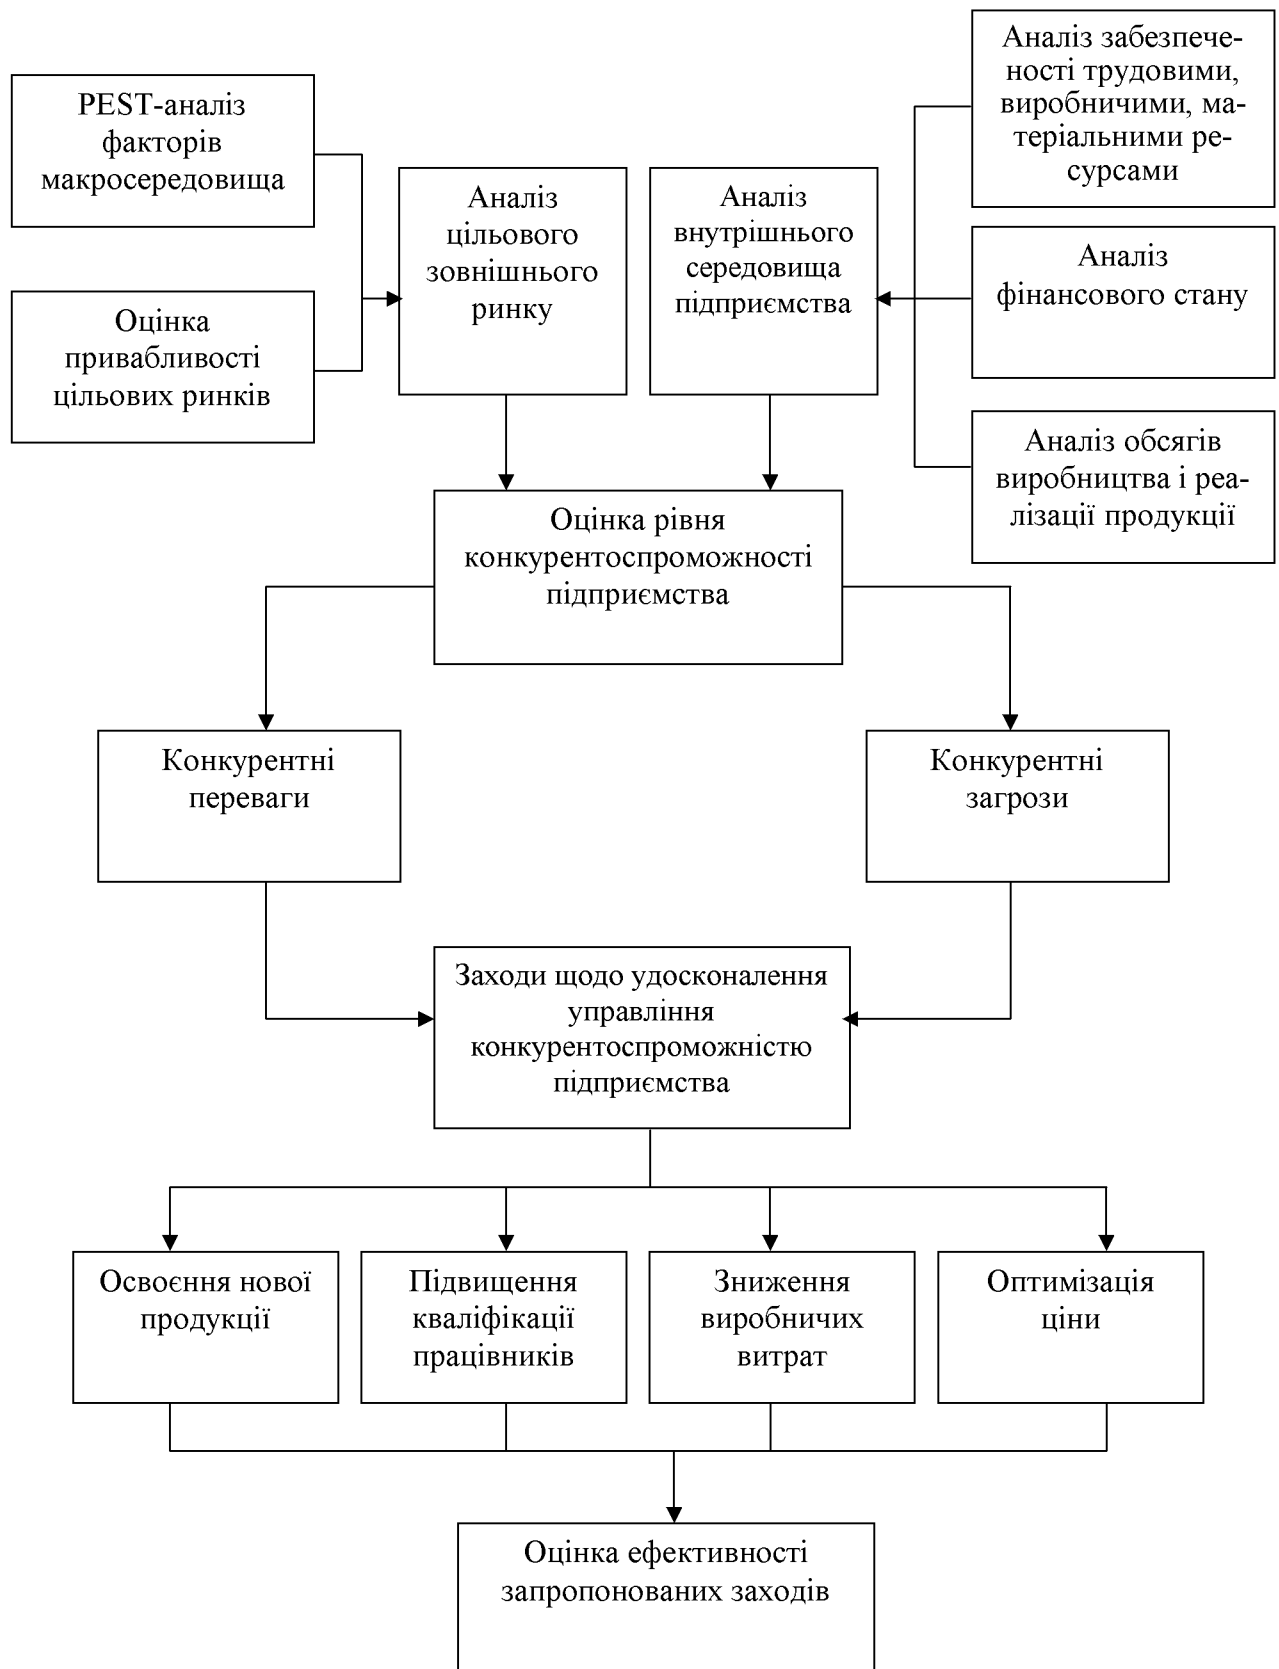 PEST-аналіз
факторів
макросередовища
Оцінка
привабливості
цільових ринків
Аналіз
цільового
зовнішнього
ринку
Аналіз
внутрішнього
середовища
підприємства
Аналіз забезпече-
ності трудовими,
виробничими, ма-
теріальними ре-
сурсами
Аналіз
фінансового стану
Аналіз обсягів
виробництва і реа-
лізації продукції
Оцінка рівня
конкурентоспроможності
підприємства
Конкурентні
переваги
Конкурентні
загрози
Заходи щодо удосконалення
управління
конкурентоспроможністю
підприємства
Освоєння нової
продукції
Підвищення
кваліфікації
працівників
Зниження
виробничих
витрат
Оптимізація
ціни
Оцінка ефективності
запропонованих заходів